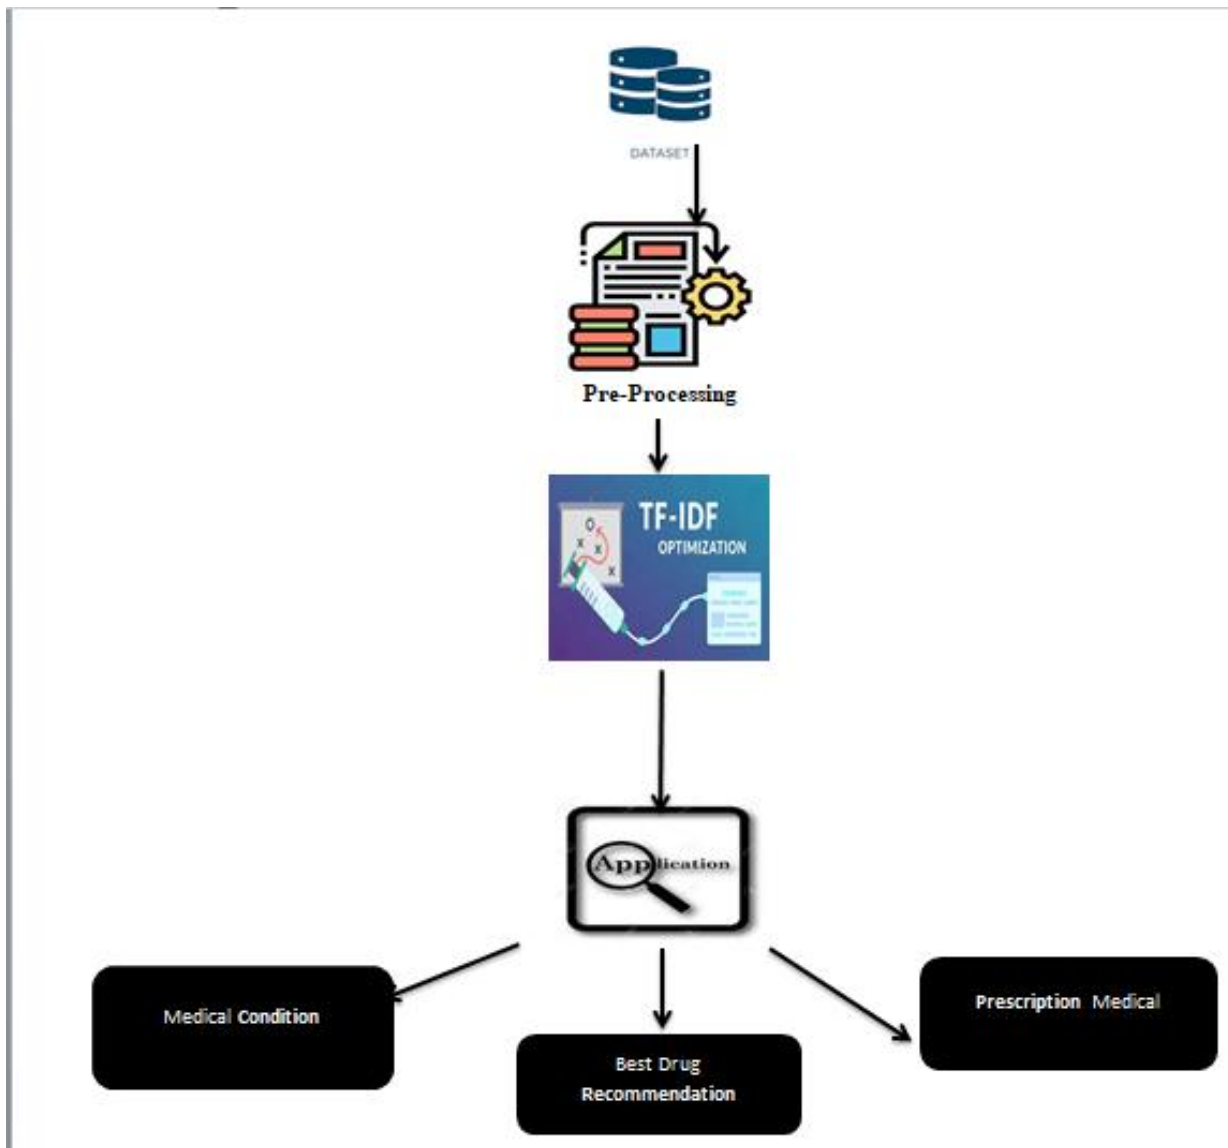 DATASET
Pre-Processing
TF-IDF
OPTIMIZATION
O
X
X
X
Application
Medical Condition
Prescription Medical
Best Drug
Recommendation